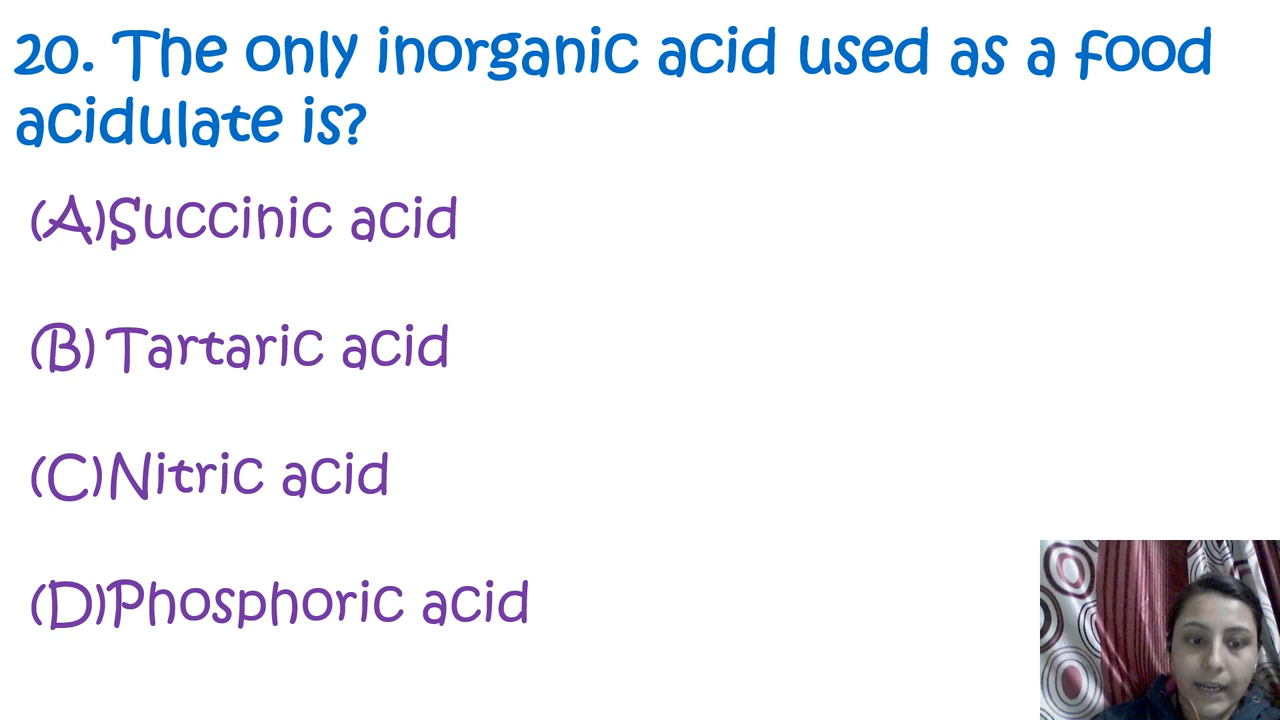 20. The only inorganic acid used as a food
acidulate is?
(A)Succinic acid
(B) Tartaric acid
(C)Nitric acid
(D)Phosphoric acid